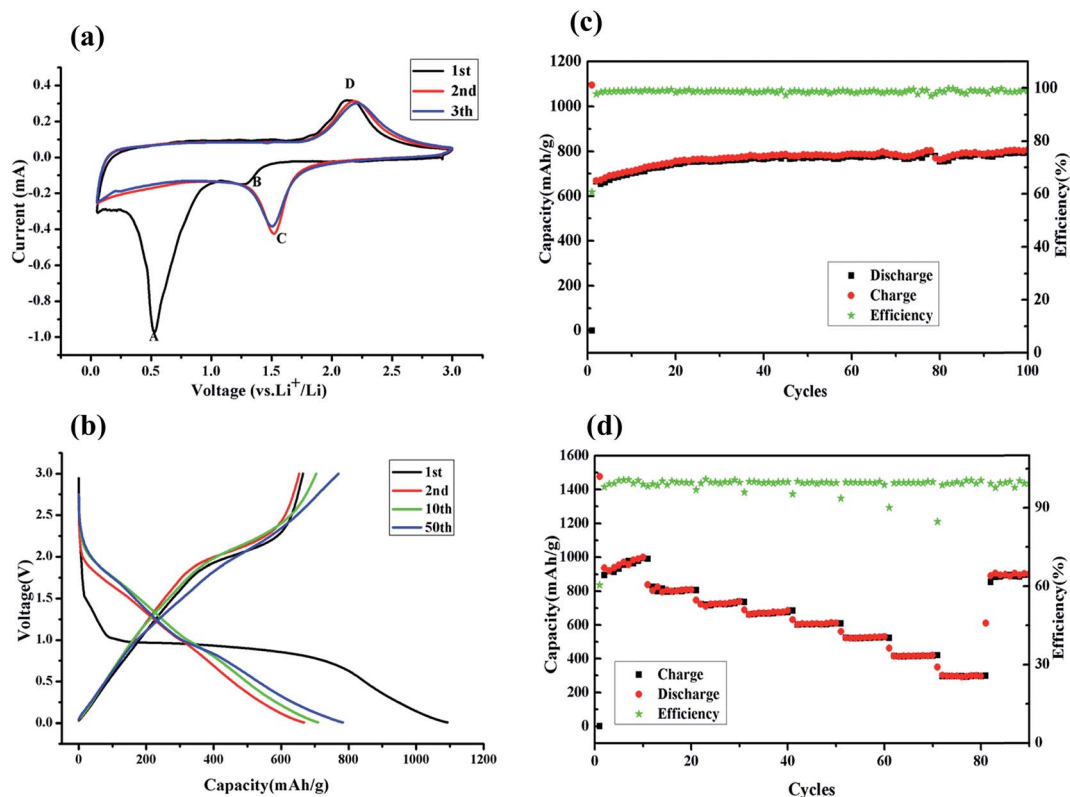 (a)
1st
2nd
3th
D
B
C
A
0.4
0.2
0.0
-0.2
-0.4
-0.6
-0.8
-1.0
Current (mA)
0.0 0.5 1.0 1.5 2.0 2.5 3.0
Voltage (vs.Li+/Li)
(c)
1200
1000
800
600
400
200
0
Capacity(mAh/g)
100
80
60
40
20
0
Efficiency(%)
Discharge
Charge
Efficiency
0 20 40 60 80 100
Cycles
(b)
1st
2nd
10th
50th
3.0
2.5
2.0
1.5
1.0
0.5
0.0
Voltage(V)
0 200 400 600 800 1000 1200
Capacity(mAh/g)
(d)
1600
1400
1200
1000
800
600
400
200
0
Capacity(mAh/g)
90
60
30
0
Efficiency(%)
Charge
Discharge
Efficiency
0 20 40 60 80
Cycles